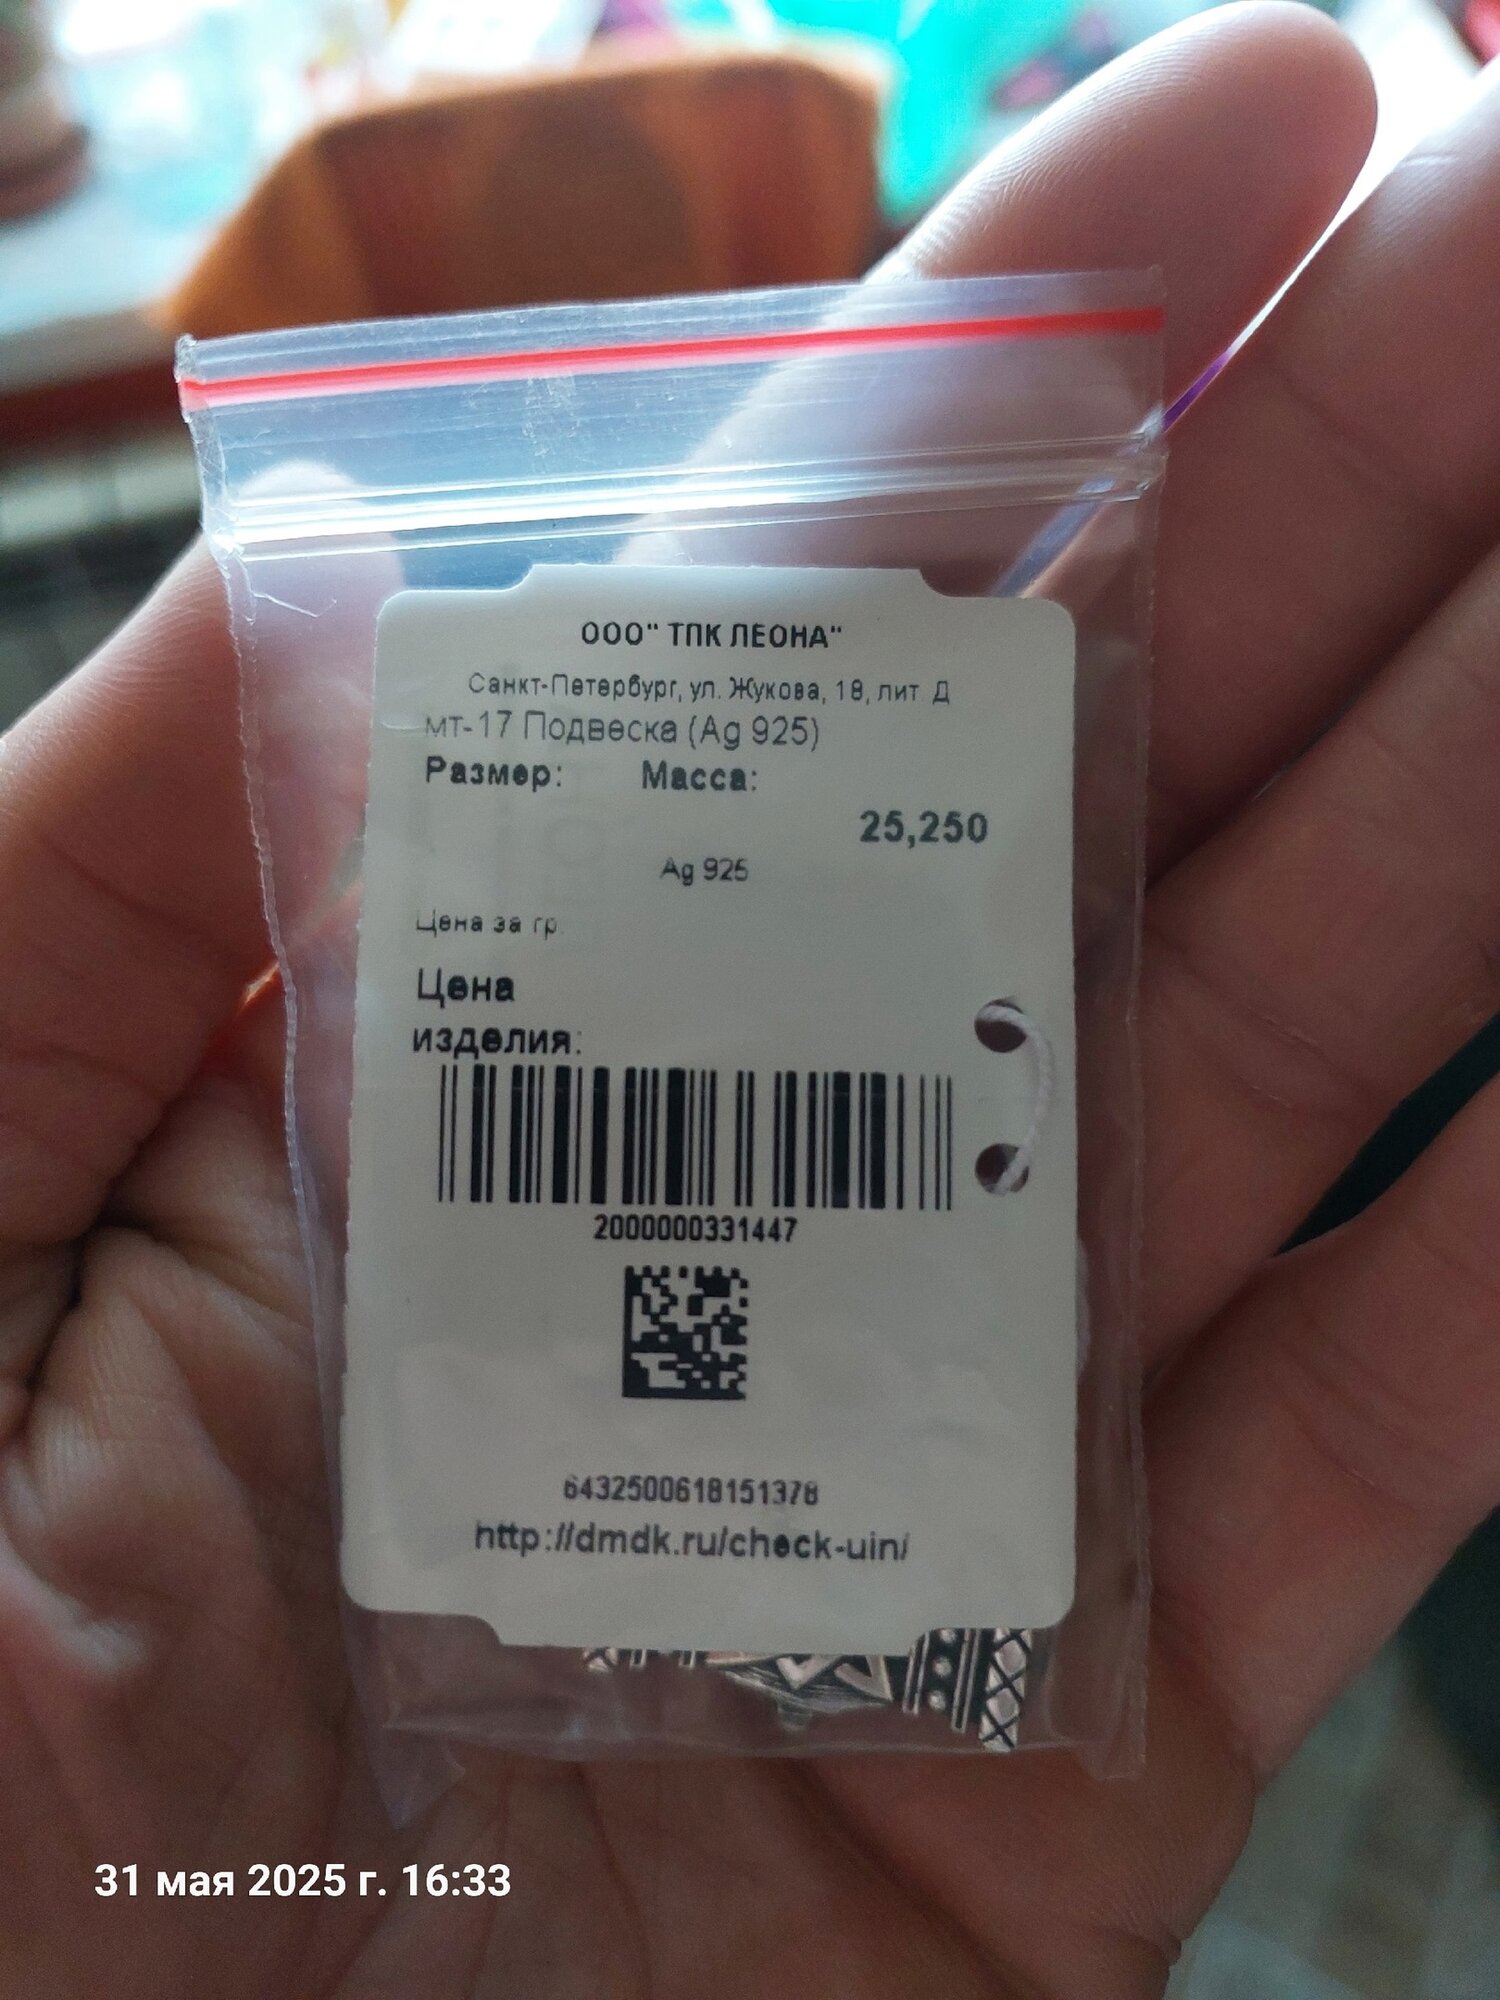 ООО" ТПК ЛЕОНА"
Санкт-Петербург, ул. Жукова, 18, лит. Д
мт-17 Подвеска (Ag 925)
Размер: Масса:
25,250
Ag 925
Цена за гр.
Цена
изделия:
2000000331447
6432500618151378
http://dmdk.ru/check-uin/
31 мая 2025 г. 16:33